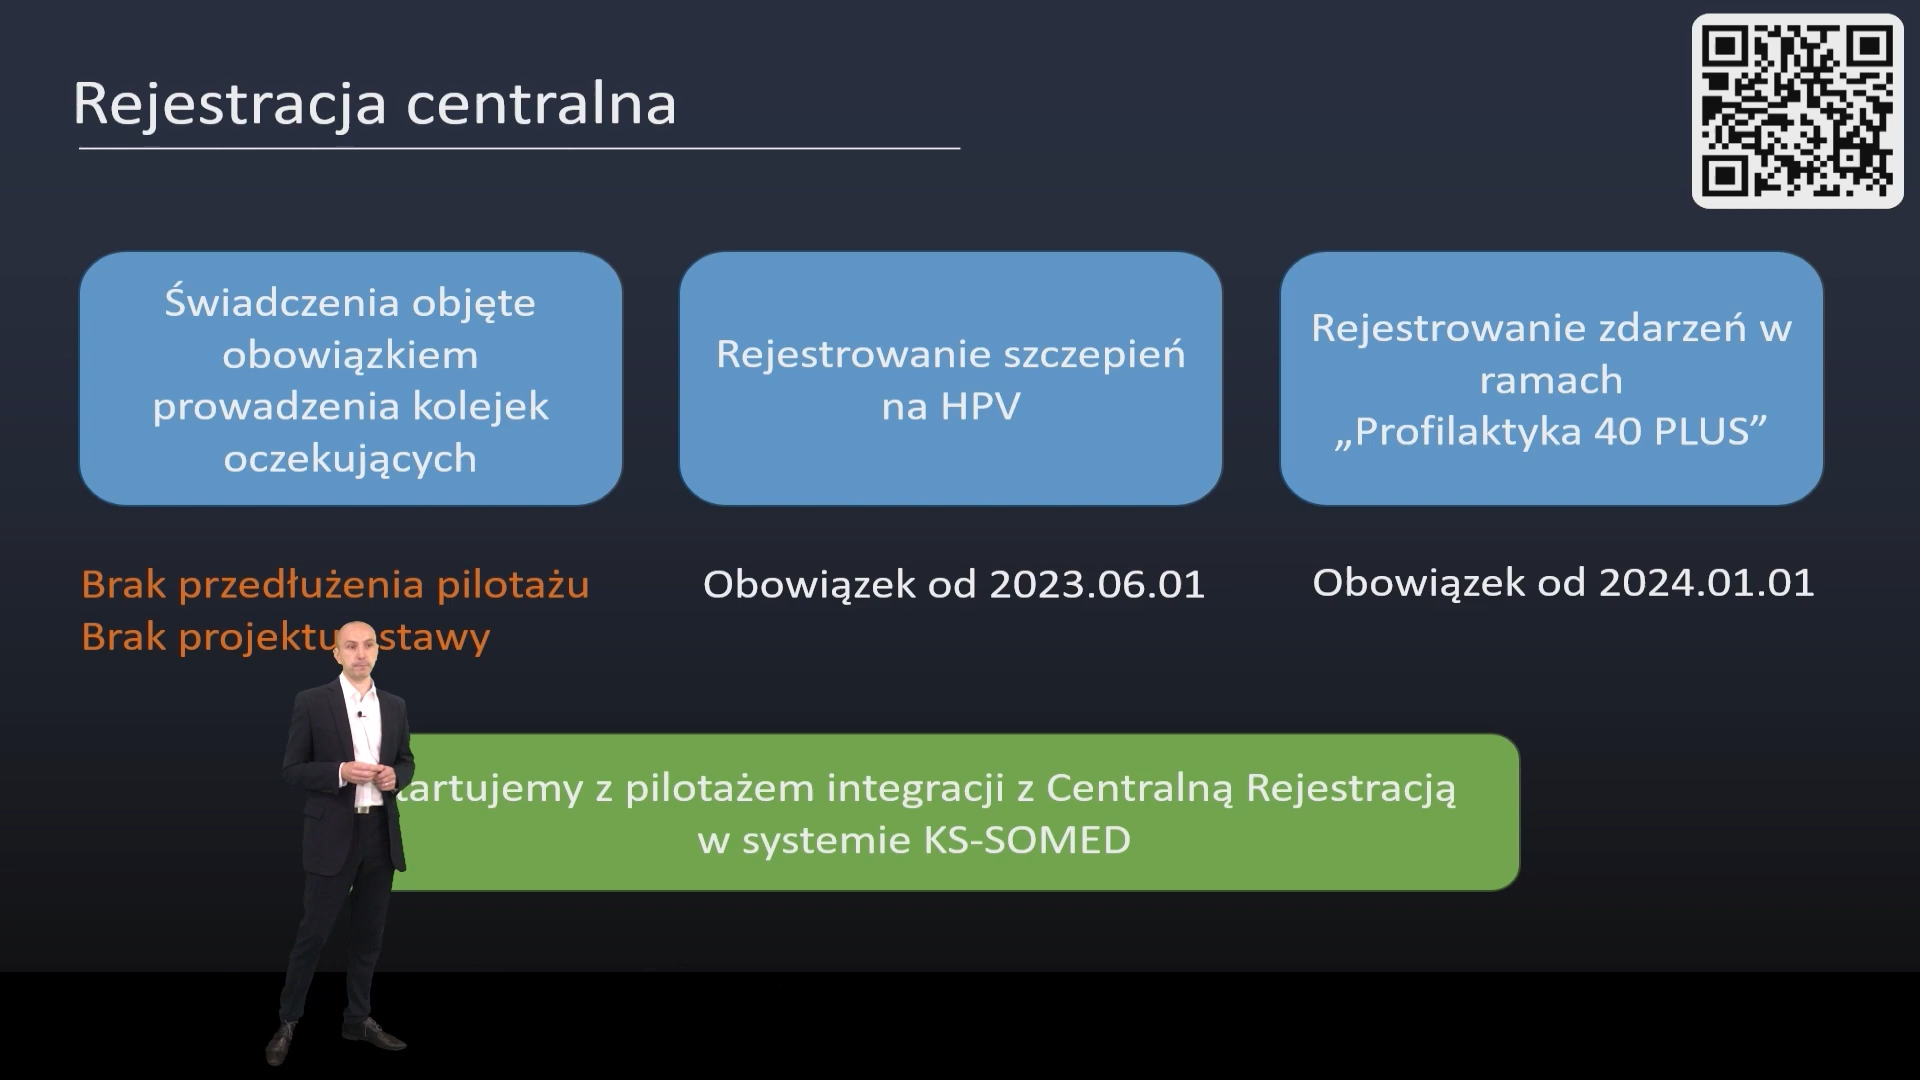 Rejestracja centralna
Świadczenia objęte
obowiązkiem
prowadzenia kolejek
oczekujących
Rejestrowanie szczepień
na HPV
Rejestrowanie zdarzeń w
ramach
„Profilaktyka 40 PLUS”
Brak przedłużenia pilotażu
Brak projektu stawy
Obowiązek od 2023.06.01
Obowiązek od 2024.01.01
tartujemy z pilotażem integracji z Centralną Rejestracją
w systemie KS-SOMED